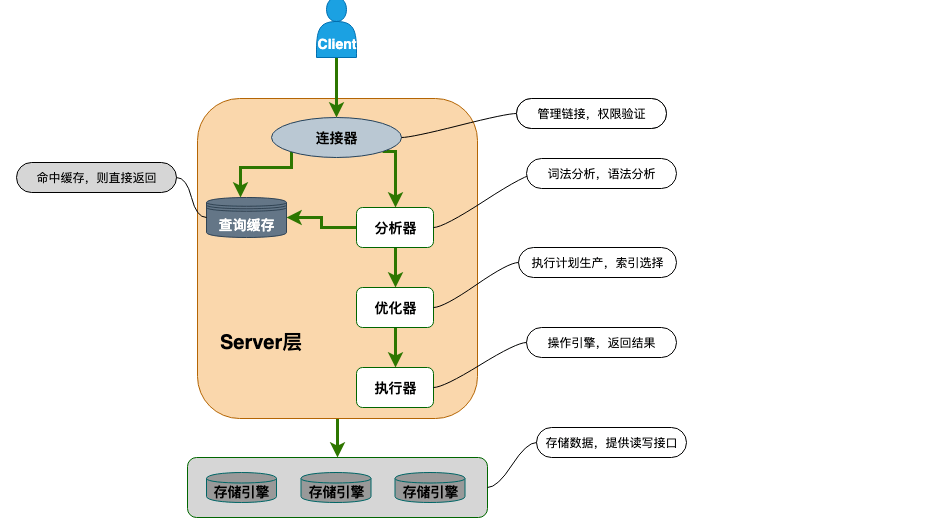 Client
连接器
管理链接，权限验证
命中缓存，则直接返回
词法分析，语法分析
查询缓存
分析器
执行计划生产，索引选择
优化器
Server层
操作引擎，返回结果
执行器
存储数据，提供读写接口
存储引擎
存储引擎
存储引擎